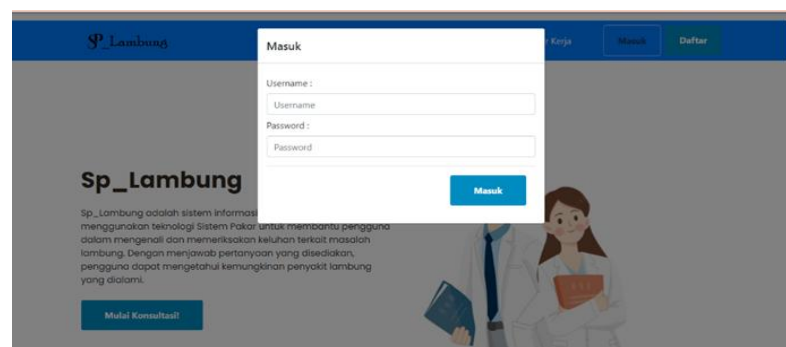 SP_Lambung
Kerja
Masuk
Daftar
Masuk
Username :
Username
Password :
Password
Masuk
Sp_Lambung
Sp_Lambung adalah sistem informasi
menggunakan teknologi Sistem Pakar untuk membantu pengguna
dalam mengenali dan memeriksakan keluhan terkait masalah
lambung. Dengan menjawab pertanyaan yang disediakan,
pengguna dapat mengetahui kemungkinan penyakit lambung
yang dialami.
Mulai Konsultasi!